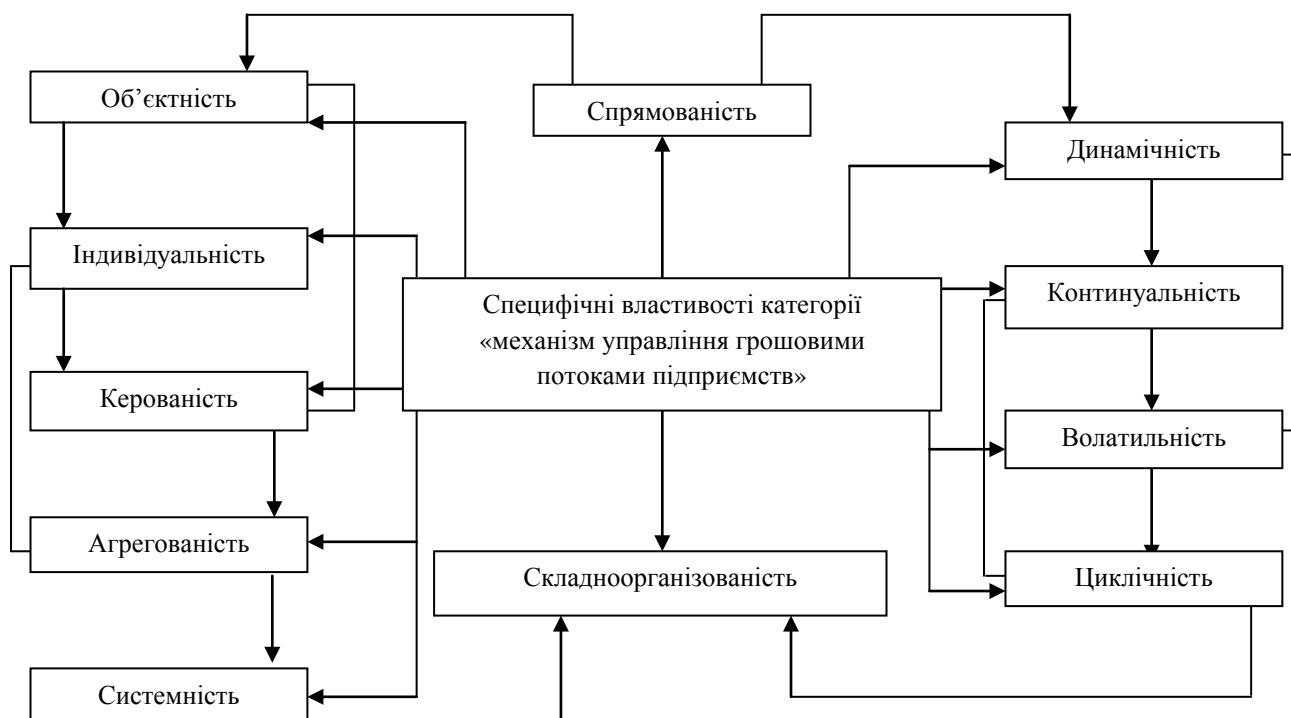 Об’єктність
Спрямованість
Динамічність
Індивідуальність
Специфічні властивості категорії
«механізм управління грошовими
потоками підприємств»
Континуальність
Керованість
Волатильність
Агрегованість
Складноорганізованість
Циклічність
Системність